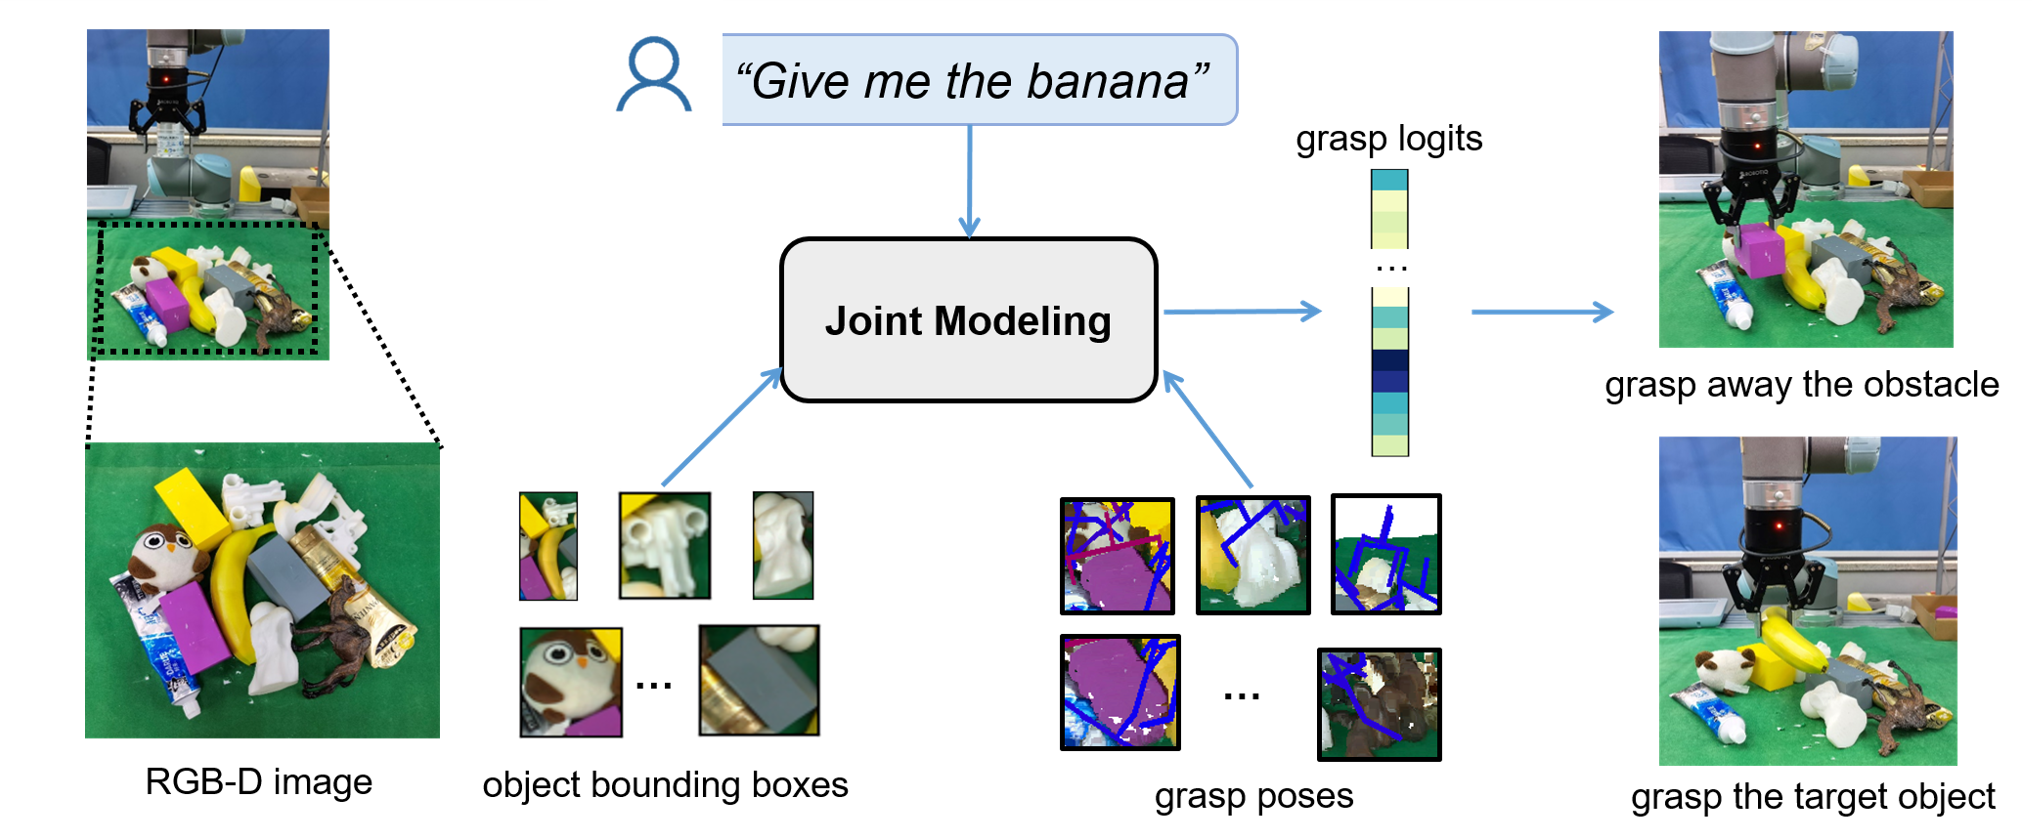 “Give me the banana”
grasp logits
...
Joint Modeling
grasp away the obstacle
...
...
RGB-D image
object bounding boxes
grasp poses
grasp the target object